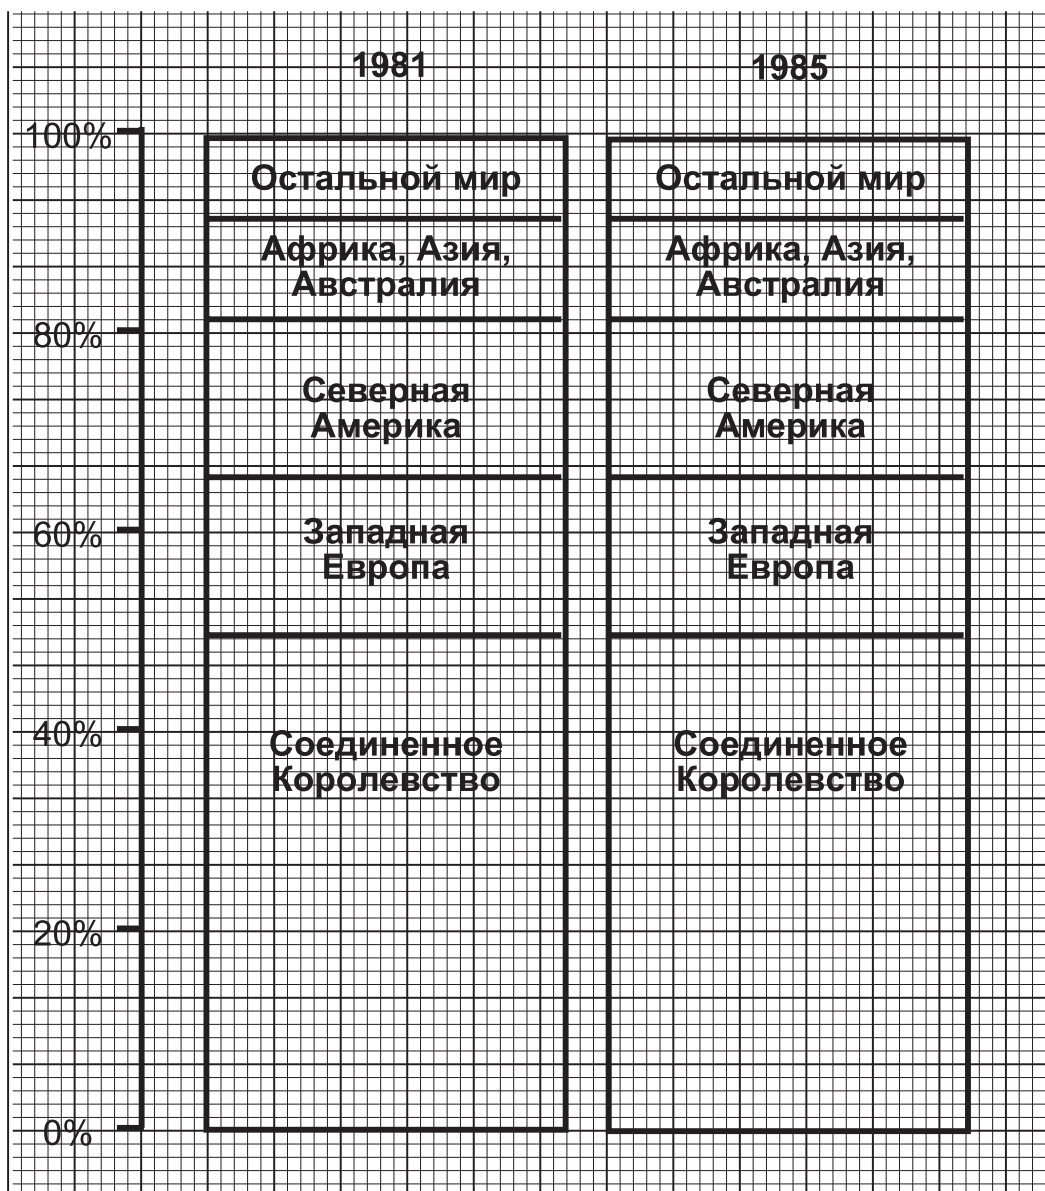 1981
1985
100%
80%
60%
40%
20%
0%
Остальной мир
Африка, Азия,
Австралия
Северная
Америка
Западная
Европа
Соединенное
Королевство
Остальной мир
Африка, Азия,
Австралия
Северная
Америка
Западная
Европа
Соединенное
Королевство